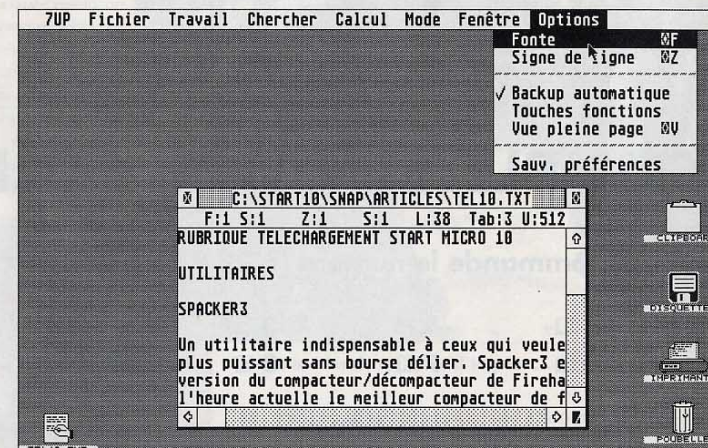 7UP Fichier Travail Chercher Calcul Mode Fenêtre Options
Fonte F
Signe de ligne Z
✓ Backup automatique
Touches fonctions
Vue pleine page V
Sauv. préférences
C:\START10\SNAP\ARTICLES\TEL10.TXT
F:1 S:1 Z:1 S:1 L:38 Tab:3 U:512
RUBRIQUE TELECHARGEMENT START MICRO 10
UTILITAIRES
SPACKER3
Un utilitaire indispensable à ceux qui veule
plus puissant sans bourse délier. Spacker3 e
version du compacteur/décompacteur de Fireha
l'heure actuelle le meilleur compacteur de f
CLIPBOAR
DISQUETTE
IMPRIMANT
POUBELLE